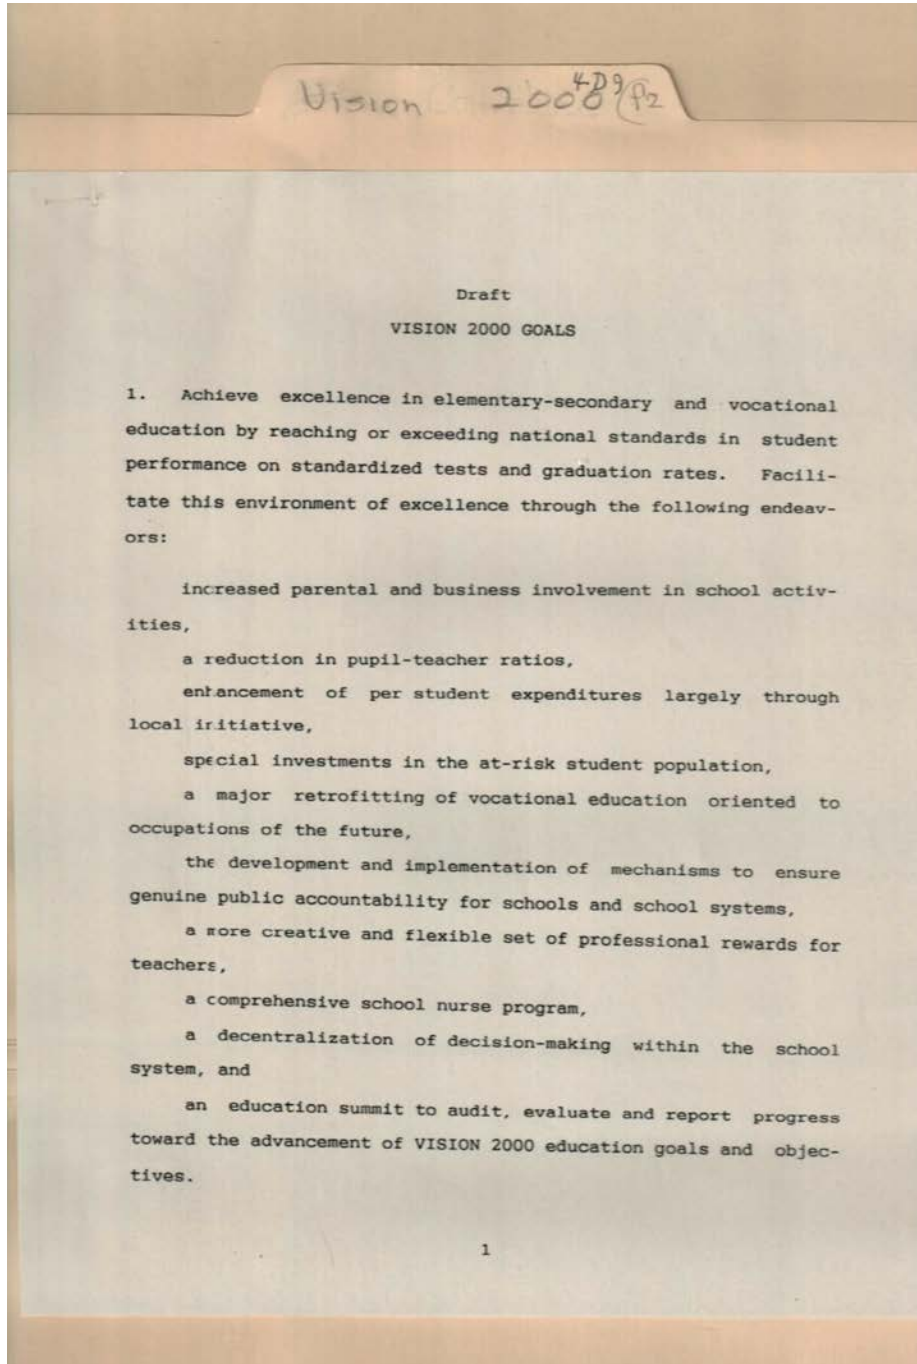 Vision 2000
4D9
f2
Draft
VISION 2000 GOALS
1. Achieve excellence in elementary-secondary and vocational
education by reaching or exceeding national standards in student
performance on standardized tests and graduation rates. Facili-
tate this environment of excellence through the following endeav-
ors:
increased parental and business involvement in school activ-
ities,
a reduction in pupil-teacher ratios,
enhancement of per student expenditures largely through
local initiative,
special investments in the at-risk student population,
a major retrofitting of vocational education oriented to
occupations of the future,
the development and implementation of mechanisms to ensure
genuine public accountability for schools and school systems,
a more creative and flexible set of professional rewards for
teachers,
a comprehensive school nurse program,
a decentralization of decision-making within the school
system, and
an education summit to audit, evaluate and report progress
toward the advancement of VISION 2000 education goals and objec-
tives.
1